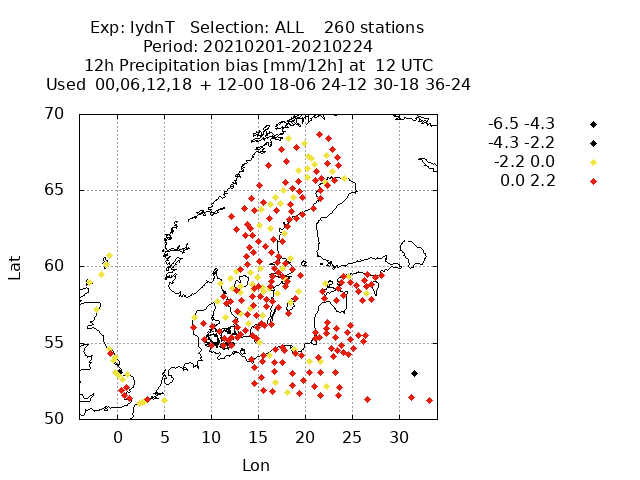 Exp: IydnT   Selection: ALL    260 stations
Period: 20210201-20210224
12h Precipitation bias [mm/12h] at  12 UTC
Used  00,06,12,18  + 12-00 18-06 24-12 30-18 36-24
-6.5 -4.3
-4.3 -2.2
-2.2 0.0
0.0 2.2
70
65
60
55
50
Lat
0 5 10 15 20 25 30
Lon